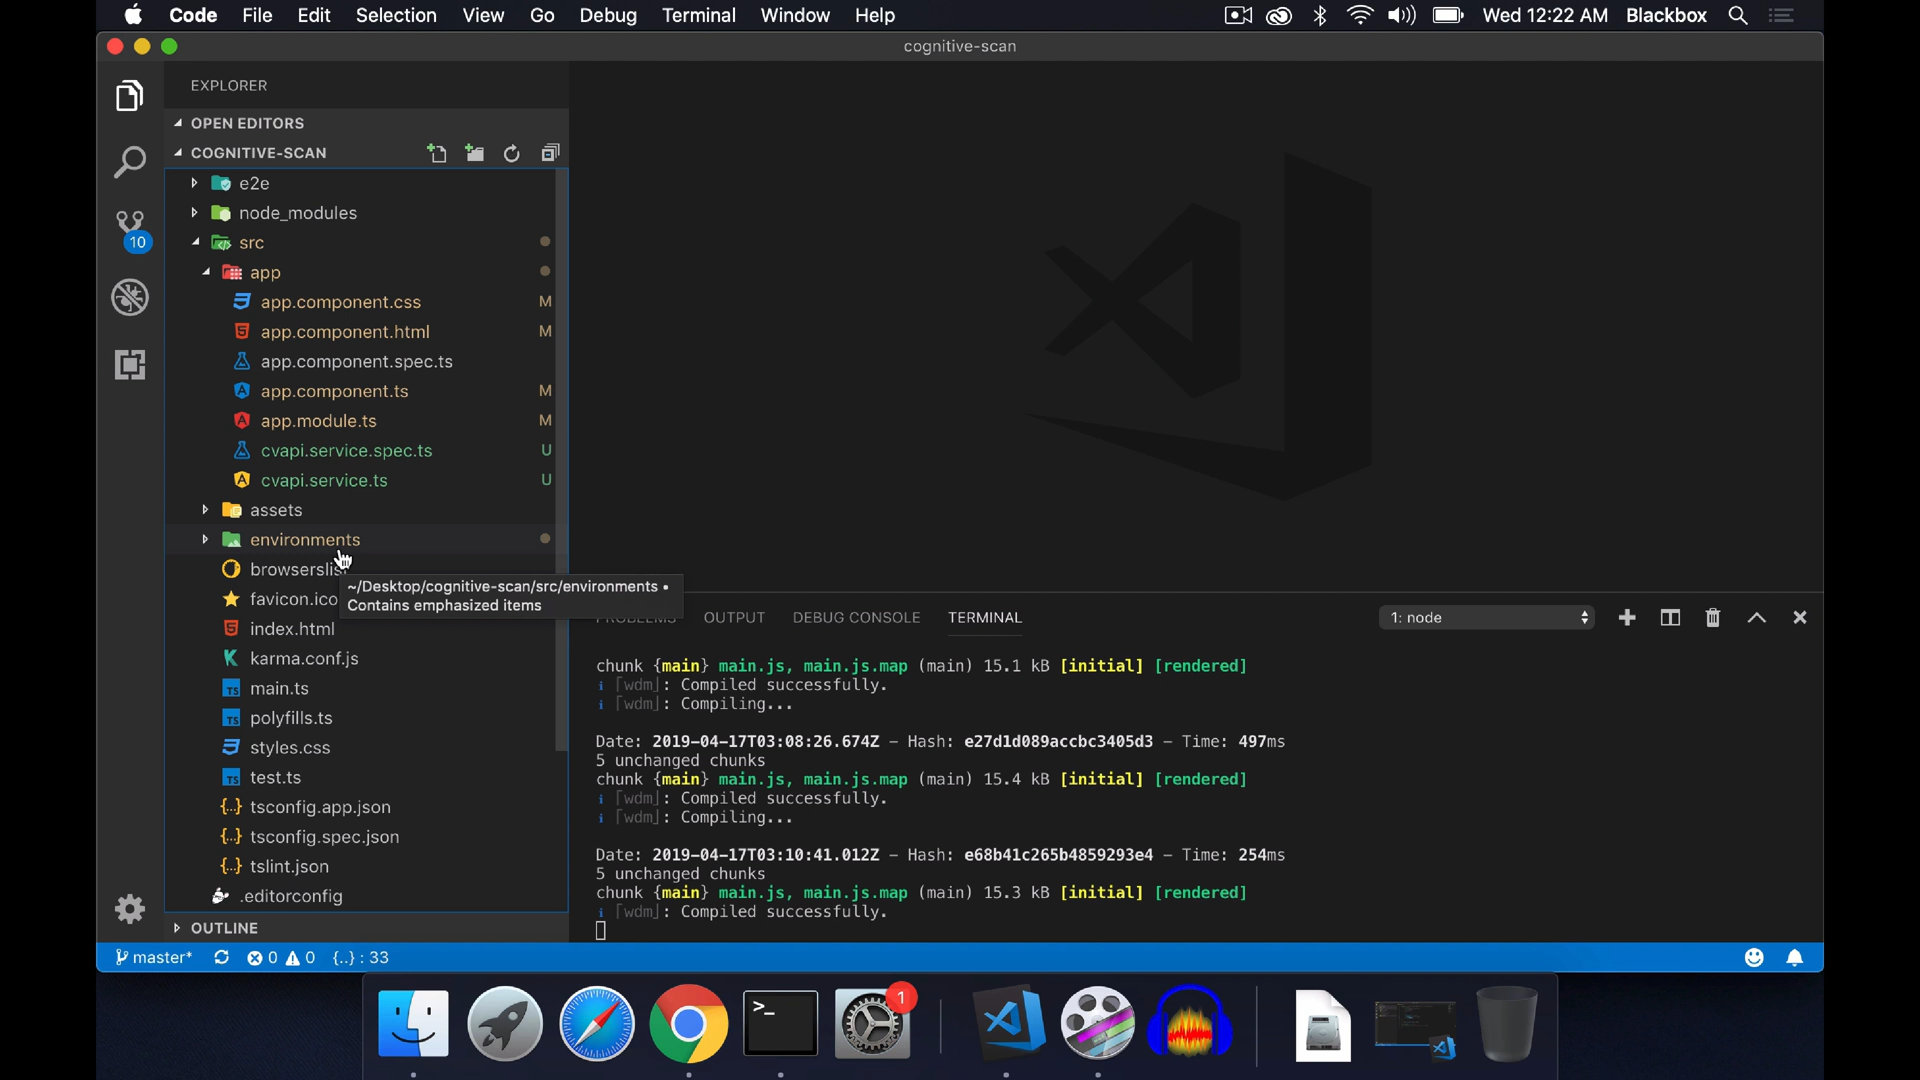 Code File Edit Selection View Go Debug Terminal Window Help Wed 12:22 AM Blackbox
cognitive-scan
EXPLORER
OPEN EDITORS
COGNITIVE-SCAN
e2e
node_modules
src
app
app.component.css M
app.component.html M
app.component.spec.ts
app.component.ts M
app.module.ts M
cvapi.service.spec.ts U
cvapi.service.ts U
assets
environments
browserslist
favicon.ico
index.html
karma.conf.js
main.ts
polyfills.ts
styles.css
test.ts
{..} tsconfig.app.json
{..} tsconfig.spec.json
{..} tslint.json
.editorconfig
OUTLINE
10
~/Desktop/cognitive-scan/src/environments •
Contains emphasized items
PROBLEMS OUTPUT DEBUG CONSOLE TERMINAL 1: node
chunk {main} main.js, main.js.map (main) 15.1 kB [initial] [rendered]
i ｢wdm｣: Compiled successfully.
i ｢wdm｣: Compiling...
Date: 2019-04-17T03:08:26.674Z – Hash: e27d1d089accbc3405d3 – Time: 497ms
5 unchanged chunks
chunk {main} main.js, main.js.map (main) 15.4 kB [initial] [rendered]
i ｢wdm｣: Compiled successfully.
i ｢wdm｣: Compiling...
Date: 2019-04-17T03:10:41.012Z – Hash: e68b41c265b4859293e4 – Time: 254ms
5 unchanged chunks
chunk {main} main.js, main.js.map (main) 15.3 kB [initial] [rendered]
i ｢wdm｣: Compiled successfully.
master* 0 0 {..} : 33
>_
1